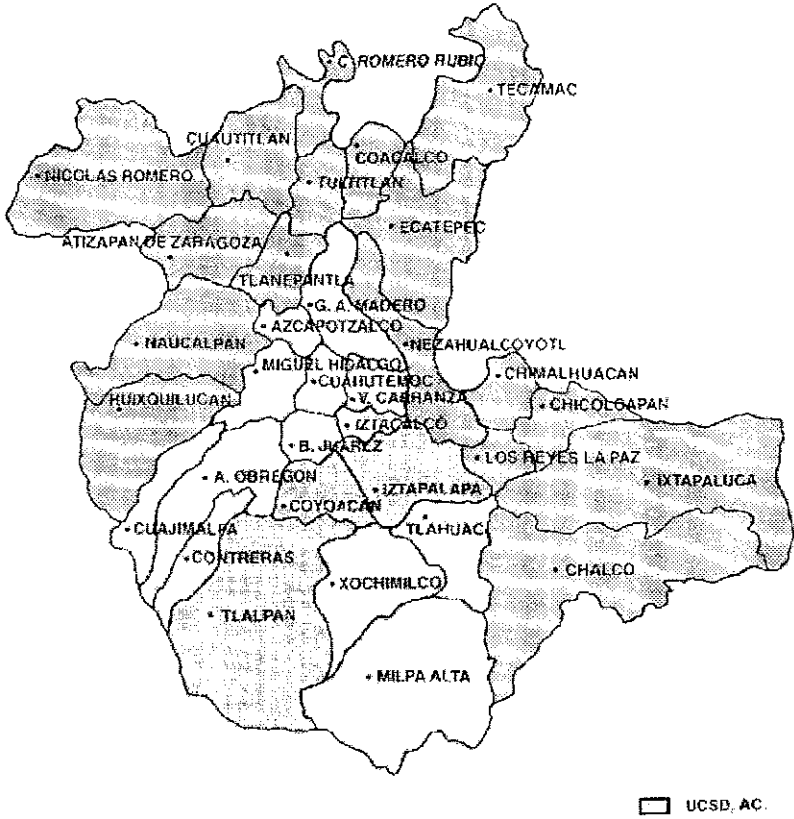 C. ROMERO RUBIO
TECAMAC
CUAUTITLAN
COACALCO
NICOLAS ROMERO
TULTITLAN
ECATEPEC
ATIZAPAN DE ZARAGOZA
TLANEPANTLA
G. A. MADERO
AZCAPOTZALCO
NAUCALPAN
NEZAHUALCOYOTL
MIGUEL HIDALGO
CHIMALHUACAN
CUAHUTEMOC
HUIXQUILUCAN
V. CARRANZA
CHICOLOAPAN
IZTACALCO
B. JUAREZ
LOS REYES LA PAZ
A. OBREGON
IZTAPALAPA
IXTAPALUCA
COYOACAN
CUAJIMALPA
TLAHUAC
CONTRERAS
CHALCO
XOCHIMILCO
TLALPAN
MILPA ALTA
UCSD, AC.